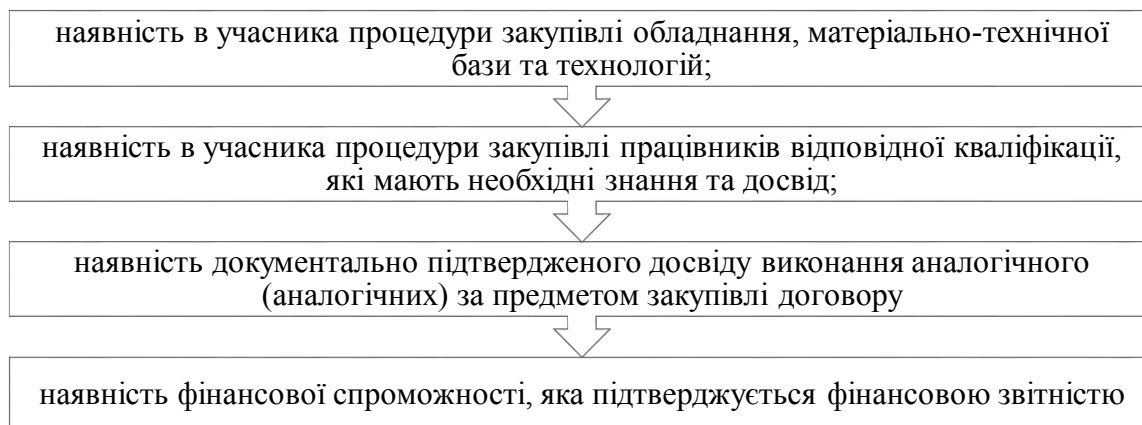 наявність в учасника процедури закупівлі обладнання, матеріально-технічної
бази та технологій;
наявність в учасника процедури закупівлі працівників відповідної кваліфікації,
які мають необхідні знання та досвід;
наявність документально підтвердженого досвіду виконання аналогічного
(аналогічних) за предметом закупівлі договору
наявність фінансової спроможності, яка підтверджується фінансовою звітністю